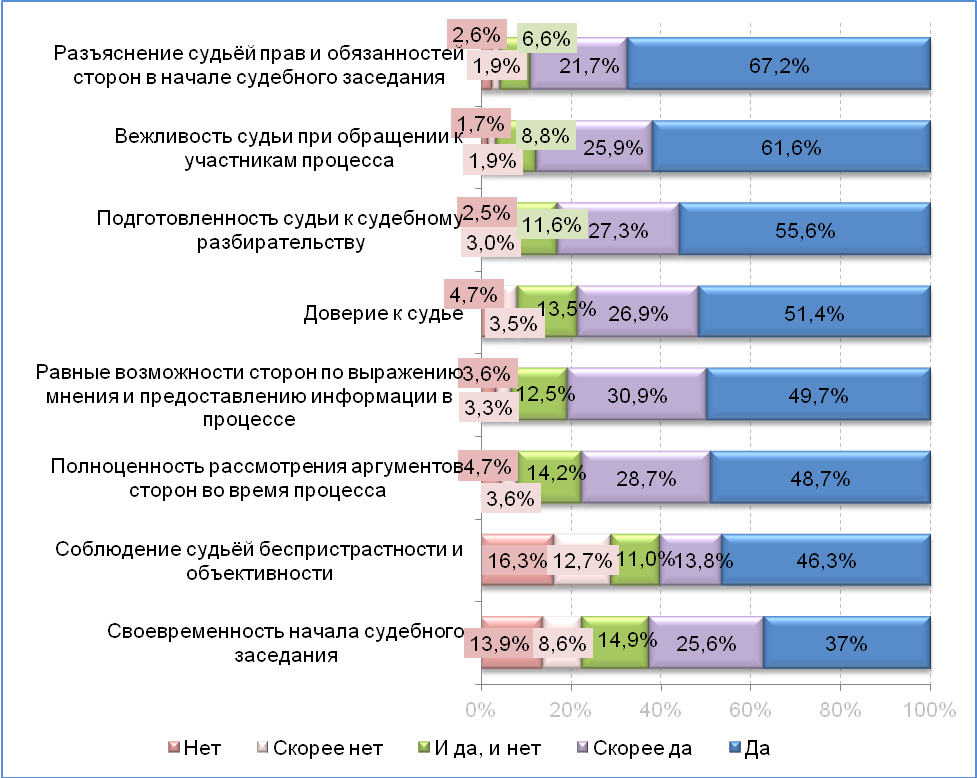 Разъяснение судьёй прав и обязанностей
сторон в начале судебного заседания
2,6%
1,9%
6,6%
21,7%
67,2%
Вежливость судьи при обращении к
участникам процесса
1,7%
1,9%
8,8%
25,9%
61,6%
Подготовленность судьи к судебному
разбирательству
2,5%
3,0%
11,6%
27,3%
55,6%
Доверие к судье
4,7%
3,5%
13,5%
26,9%
51,4%
Равные возможности сторон по выражению
мнения и предоставлению информации в
процессе
3,6%
3,3%
12,5%
30,9%
49,7%
Полноценность рассмотрения аргументов
сторон во время процесса
4,7%
3,6%
14,2%
28,7%
48,7%
Соблюдение судьёй беспристрастности и
объективности
16,3%
12,7%
11,0%
13,8%
46,3%
Своевременность начала судебного
заседания
13,9%
8,6%
14,9%
25,6%
37%
0% 20% 40% 60% 80% 100%
Нет Скорее нет И да, и нет Скорее да Да